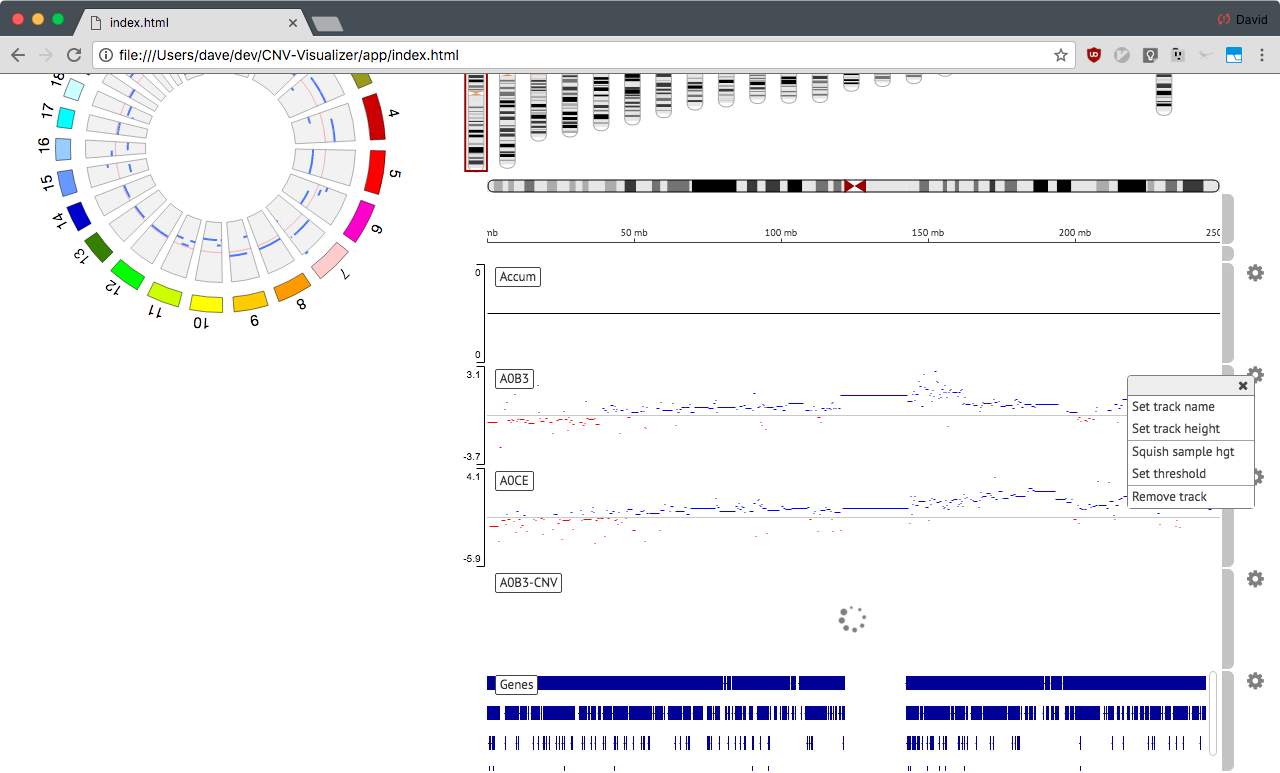 index.html
David
file:///Users/dave/dev/CNV-Visualizer/app/index.html
18
17
16
15
14
13
12
11
10
9
8
7
6
5
4
50 mb
100 mb
150 mb
200 mb
0
Accum
0
3.1
A0B3
-3.7
Set track name
Set track height
Squish sample hgt
Set threshold
Remove track
4.1
A0CE
-5.9
A0B3-CNV
Genes